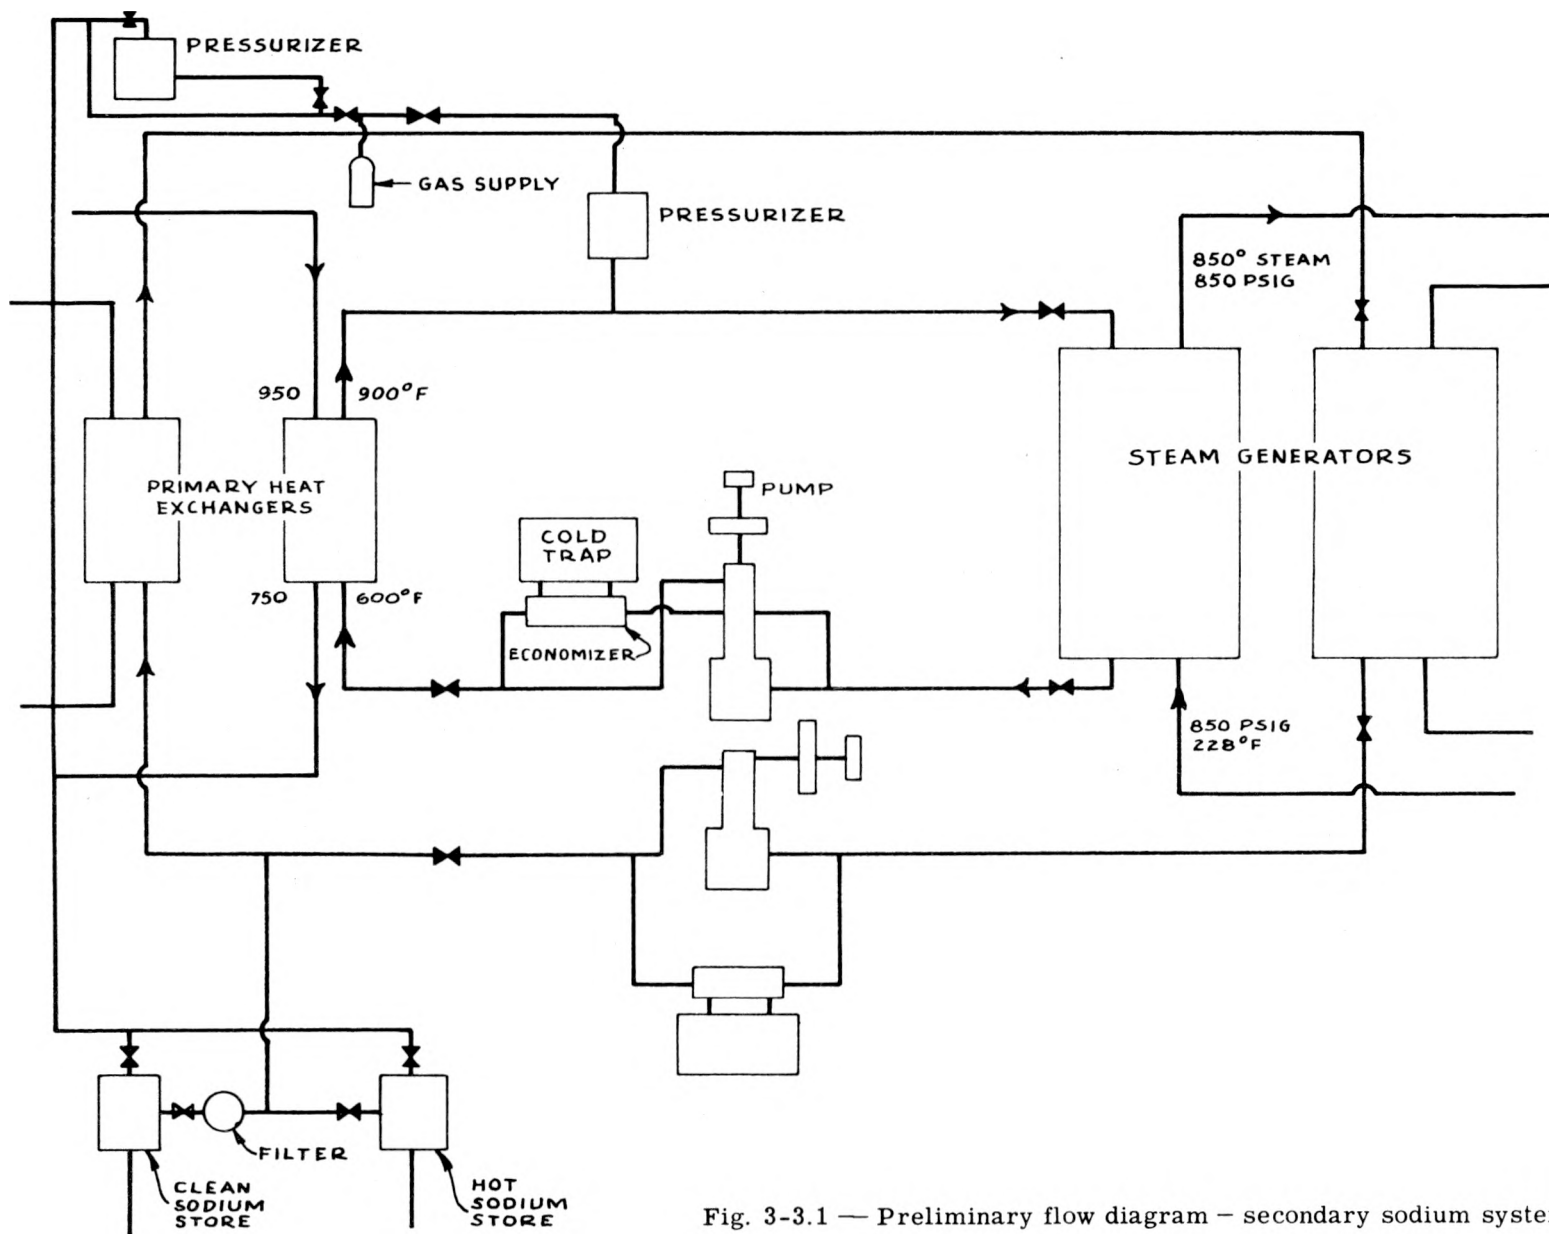 PRESSURIZER
GAS SUPPLY
PRESSURIZER
850° STEAM
850 PSIG
950
900°F
STEAM GENERATORS
PRIMARY HEAT
EXCHANGERS
PUMP
COLD
TRAP
750
600°F
ECONOMIZER
850 PSIG
228°F
FILTER
CLEAN
SODIUM
STORE
HOT
SODIUM
STORE
Fig. 3-3.1 — Preliminary flow diagram – secondary sodium system